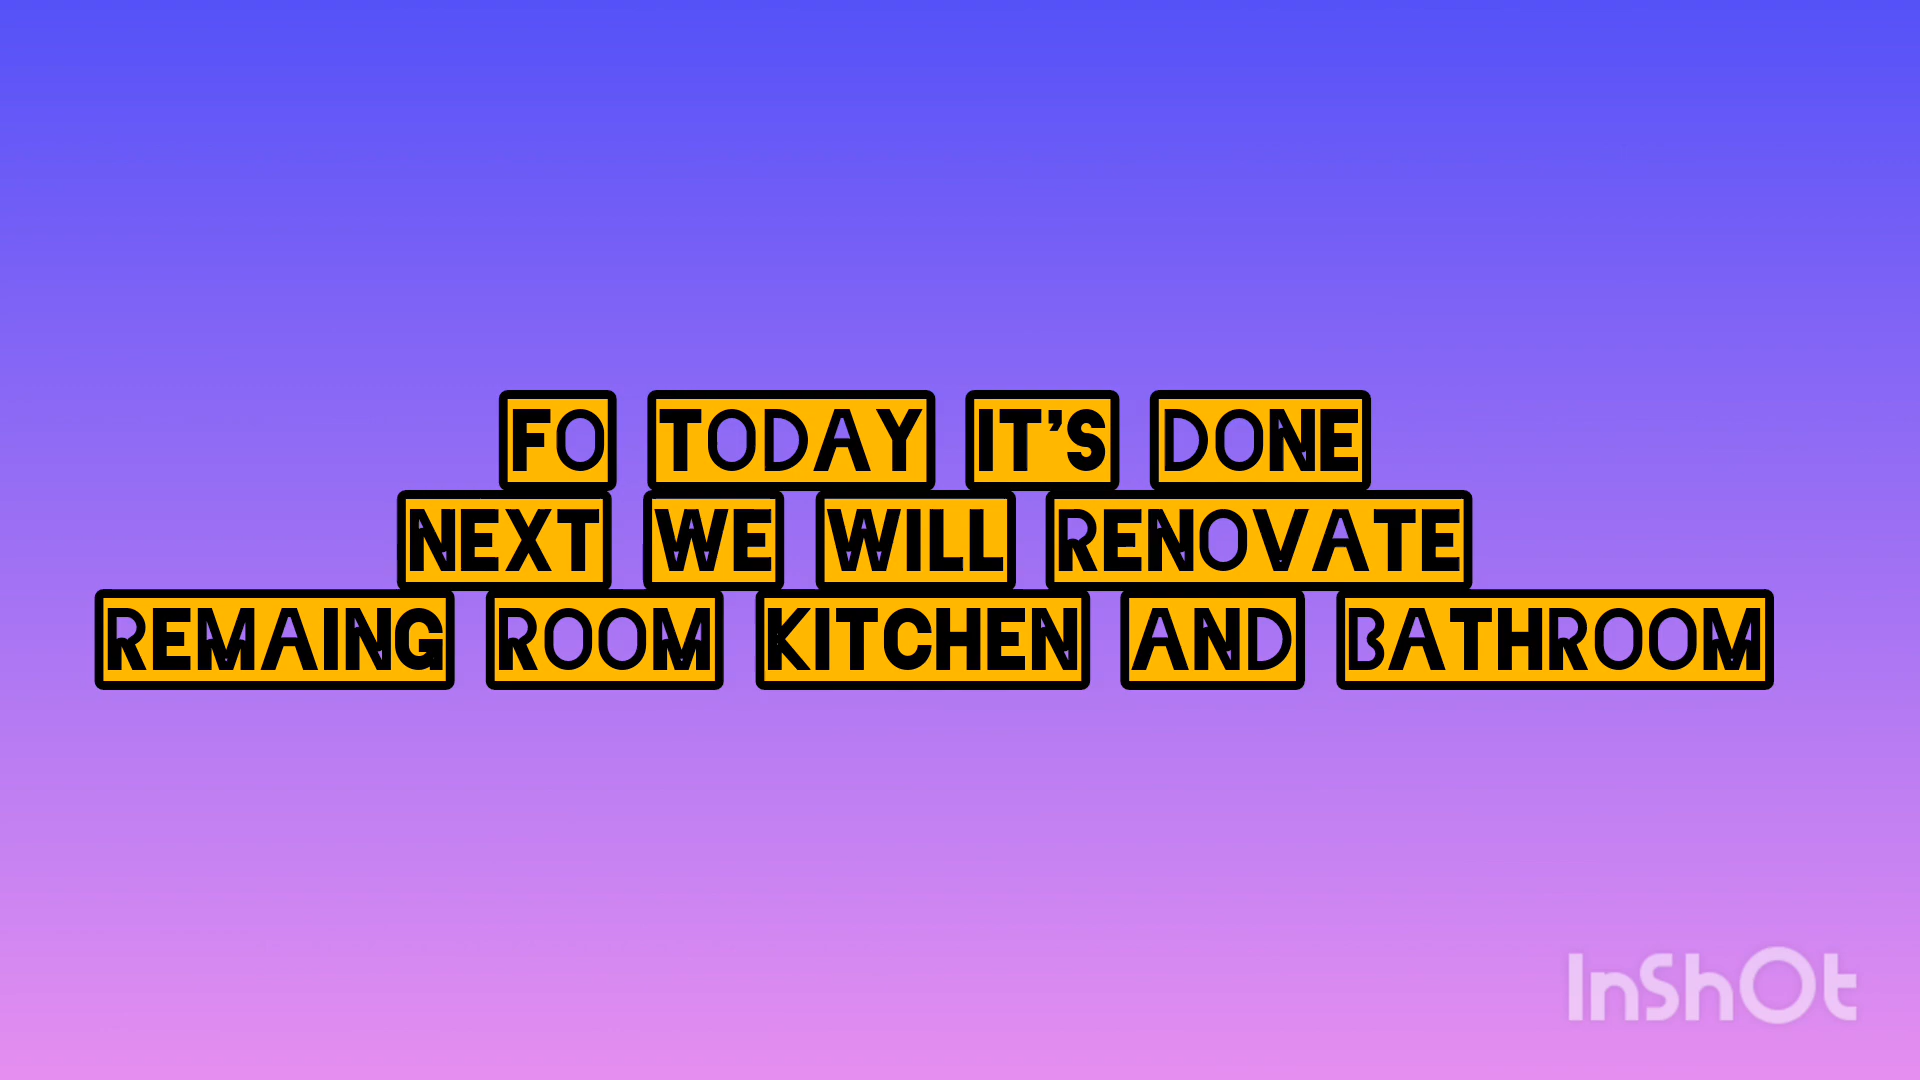 FO TODAY IT'S DONE
NEXT WE WILL RENOVATE
REMAING ROOM KITCHEN AND BATHROOM
InShOt